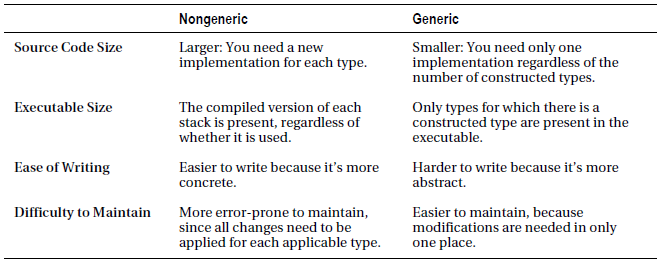 Nongeneric Generic
Source Code Size Larger: You need a new Smaller: You need only one
implementation for each type. implementation regardless of the
number of constructed types.
Executable Size The compiled version of each Only types for which there is a
stack is present, regardless of constructed type are present in the
whether it is used. executable.
Ease of Writing Easier to write because it’s more Harder to write because it’s more
concrete. abstract.
Difficulty to Maintain More error-prone to maintain, Easier to maintain, because
since all changes need to be modifications are needed in only
applied for each applicable type. one place.